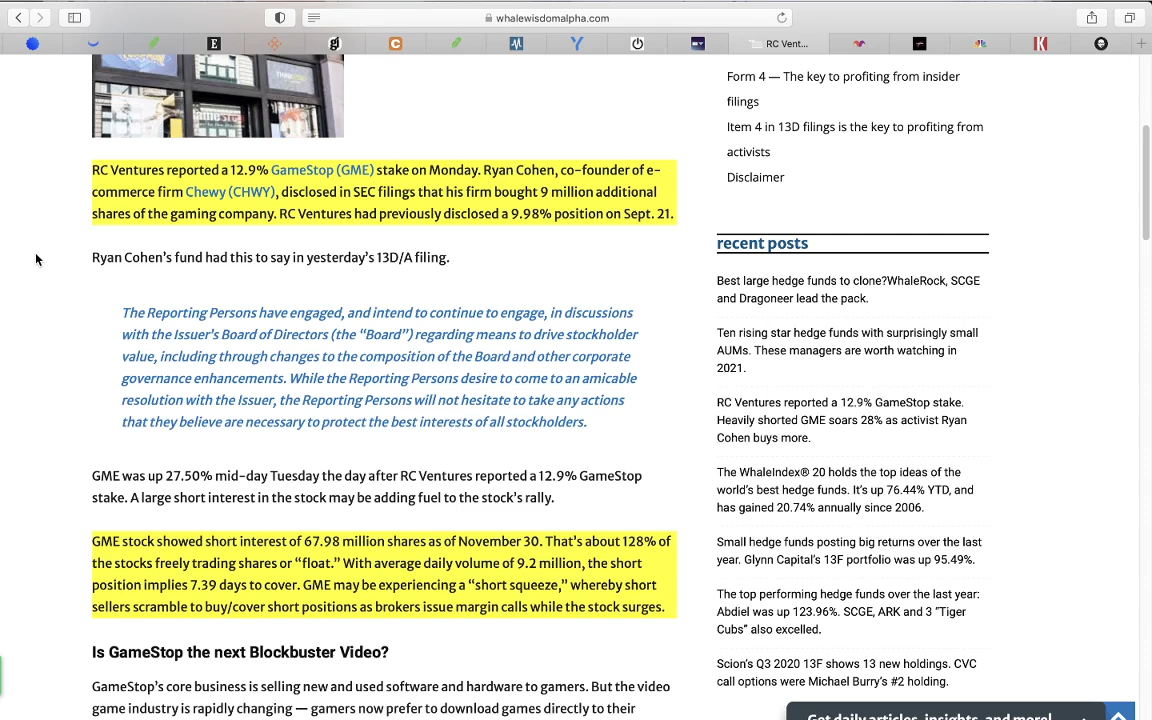 whalewisdomalpha.com
RC Vent...
Form 4 — The key to profiting from insider
filings
Item 4 in 13D filings is the key to profiting from
activists
Disclaimer
RC Ventures reported a 12.9% GameStop (GME) stake on Monday. Ryan Cohen, co-founder of e-
commerce firm Chewy (CHWY), disclosed in SEC filings that his firm bought 9 million additional
shares of the gaming company. RC Ventures had previously disclosed a 9.98% position on Sept. 21.
Ryan Cohen's fund had this to say in yesterday's 13D/A filing.
The Reporting Persons have engaged, and intend to continue to engage, in discussions
with the Issuer's Board of Directors (the "Board") regarding means to drive stockholder
value, including through changes to the composition of the Board and other corporate
governance enhancements. While the Reporting Persons desire to come to an amicable
resolution with the Issuer, the Reporting Persons will not hesitate to take any actions
that they believe are necessary to protect the best interests of all stockholders.
GME was up 27.50% mid-day Tuesday the day after RC Ventures reported a 12.9% GameStop
stake. A large short interest in the stock may be adding fuel to the stock's rally.
GME stock showed short interest of 67.98 million shares as of November 30. That's about 128% of
the stocks freely trading shares or "float." With average daily volume of 9.2 million, the short
position implies 7.39 days to cover. GME may be experiencing a "short squeeze," whereby short
sellers scramble to buy/cover short positions as brokers issue margin calls while the stock surges.
Is GameStop the next Blockbuster Video?
GameStop's core business is selling new and used software and hardware to gamers. But the video
game industry is rapidly changing — gamers now prefer to download games directly to their
recent posts
Best large hedge funds to clone?WhaleRock, SCGE
and Dragoneer lead the pack.
Ten rising star hedge funds with surprisingly small
AUMs. These managers are worth watching in
2021.
RC Ventures reported a 12.9% GameStop stake.
Heavily shorted GME soars 28% as activist Ryan
Cohen buys more.
The WhaleIndex® 20 holds the top ideas of the
world's best hedge funds. It's up 76.44% YTD, and
has gained 20.74% annually since 2006.
Small hedge funds posting big returns over the last
year. Glynn Capital's 13F portfolio was up 95.49%.
The top performing hedge funds over the last year:
Abdiel was up 123.96%. SCGE, ARK and 3 "Tiger
Cubs" also excelled.
Scion's Q3 2020 13F shows 13 new holdings. CVC
call options were Michael Burry's #2 holding.
Get daily articles, insights, and more!